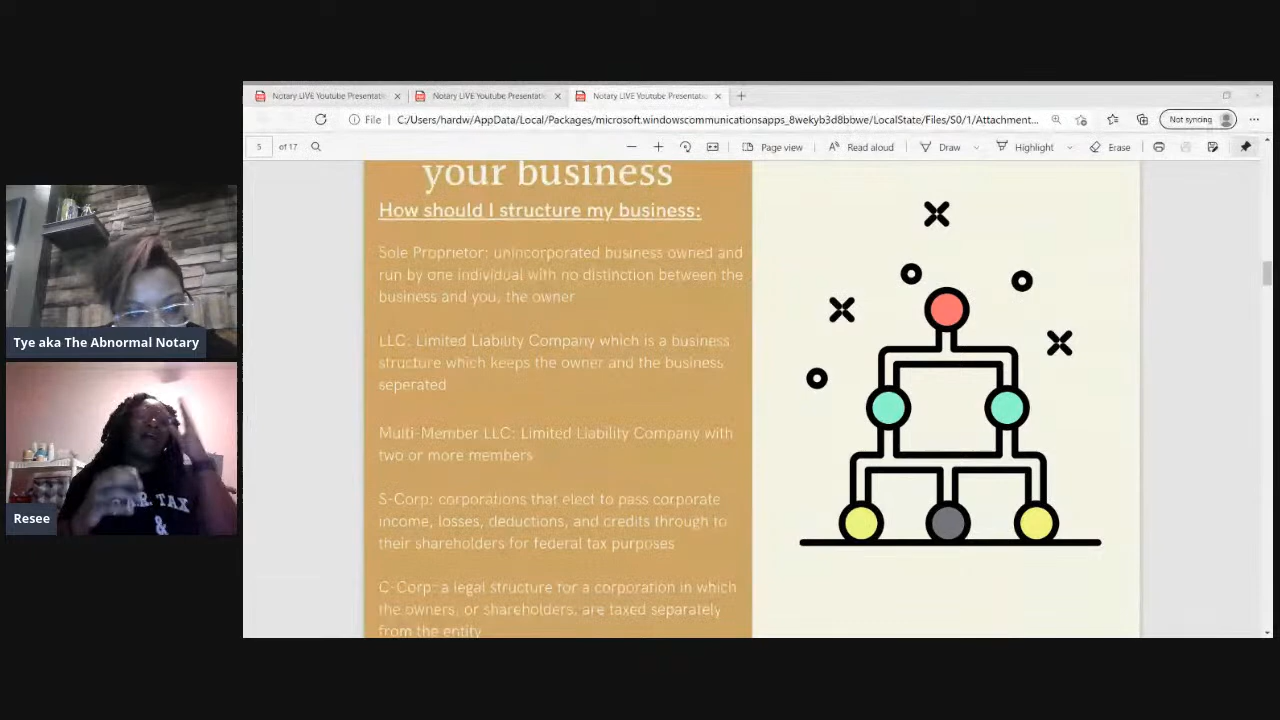 Notary LIVE Youtube Presentati
Notary LIVE Youtube Presentati
Notary LIVE Youtube Presentati
File
C:/Users/hardw/AppData/Local/Packages/microsoft.windowscommunicationsapps_8wekyb3d8bbwe/LocalState/Files/S0/1/Attachment...
Not syncing
5 of 17
Page view
Read aloud
Draw
Highlight
Erase
your business
How should I structure my business:
Sole Proprietor: unincorporated business owned and
run by one individual with no distinction between the
business and you, the owner
LLC: Limited Liability Company which is a business
structure which keeps the owner and the business
seperated
Multi-Member LLC: Limited Liability Company with
two or more members
S-Corp: corporations that elect to pass corporate
income, losses, deductions, and credits through to
their shareholders for federal tax purposes
C-Corp: a legal structure for a corporation in which
the owners, or shareholders, are taxed separately
from the entity
Tye aka The Abnormal Notary
TAX
&
Resee